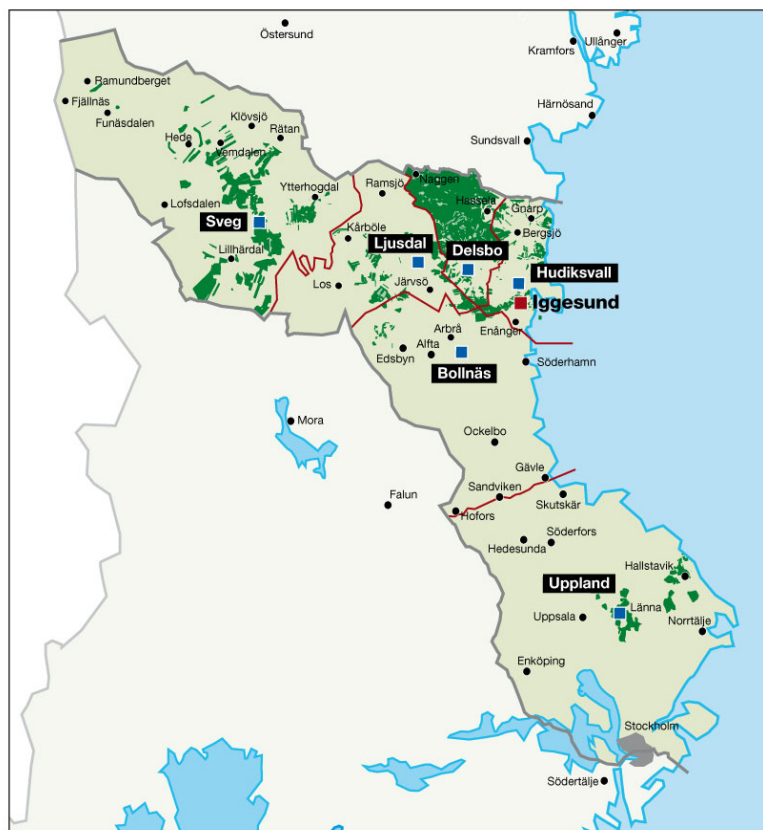 Östersund
Ullånger
Kramfors
Ramundberget
Fjällnäs
Funäsdalen
Härnösand
Klövsjö
Rätan
Hede
Vemdalen
Sundsvall
Naggen
Ramsjö
Ytterhogdal
Hassela
Lofsdalen
Gnarp
Sveg
Bergsjö
Kårböle
Ljusdal
Delsbo
Lillhärdal
Hudiksvall
Los
Järvsö
Iggesund
Enånger
Arbrå
Alfta
Edsbyn
Söderhamn
Bollnäs
Mora
Ockelbo
Gävle
Sandviken
Falun
Skutskär
Hofors
Söderfors
Hedesunda
Hallstavik
Uppland
Länna
Uppsala
Norrtälje
Enköping
Stockholm
Södertälje